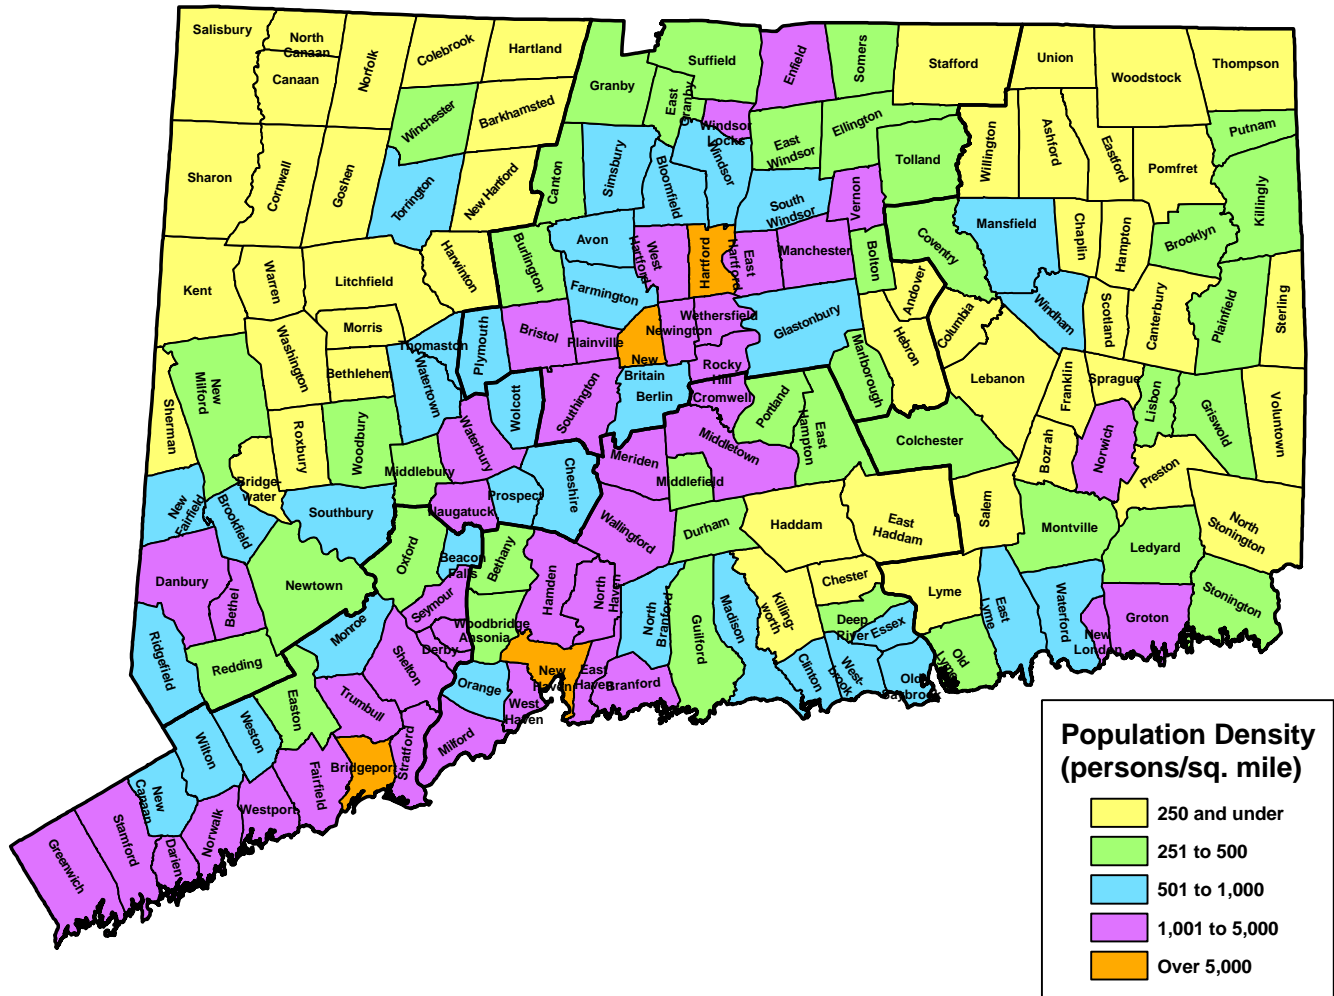 Salisbury
North
Canaan
Canaan
Norfolk
Colebrook
Hartland
Granby
Suffield
East
Granby
Enfield
Somers
Stafford
Union
Woodstock
Thompson
Winchester
Barkhamsted
Windsor
Locks
East
Windsor
Ellington
Tolland
Willington
Ashford
Eastford
Pomfret
Putnam
Killingly
Sharon
Cornwall
Goshen
Torrington
New Hartford
Canton
Simsbury
Bloomfield
Windsor
South
Windsor
Vernon
Mansfield
Chaplin
Hampton
Brooklyn
Coventry
Kent
Warren
Litchfield
Harwinton
Burlington
Avon
West
Hartford
Hartford
East
Hartford
Manchester
Bolton
Andover
Columbia
Windham
Scotland
Canterbury
Plainfield
Sterling
Farmington
Morris
Washington
Bethlehem
Thomaston
Watertown
Plymouth
Bristol
Plainville
New
Britain
Newington
Wethersfield
Rocky
Hill
Glastonbury
Marlborough
Hebron
Lebanon
Franklin
Sprague
Lisbon
Griswold
Voluntown
Sherman
New
Milford
Roxbury
Woodbury
Wolcott
Southington
Berlin
Cromwell
Portland
East
Hampton
Colchester
Bozrah
Norwich
Preston
Bridge-
water
Middlebury
Waterbury
Cheshire
Meriden
Middletown
Middlefield
New
Fairfield
Brookfield
Southbury
Naugatuck
Prospect
Wallingford
Durham
Haddam
East
Haddam
Salem
Montville
North
Stonington
Ledyard
Danbury
Bethel
Newtown
Oxford
Beacon
Falls
Bethany
Hamden
North
Haven
Chester
Lyme
Stonington
Groton
Ridgefield
Redding
Monroe
Seymour
Woodbridge
Ansonia
Derby
Shelton
North
Branford
Guilford
Madison
Killing-
worth
Deep
River
Essex
East
Lyme
Waterford
New
London
Easton
Trumbull
Orange
New
Haven
East
Haven
Branford
West
Haven
Clinton
West-
brook
Old
Saybrook
Old
Lyme
Wilton
Weston
Fairfield
Bridgeport
Stratford
Milford
New
Canaan
Westport
Norwalk
Darien
Stamford
Greenwich
Population Density
(persons/sq. mile)
250 and under
251 to 500
501 to 1,000
1,001 to 5,000
Over 5,000